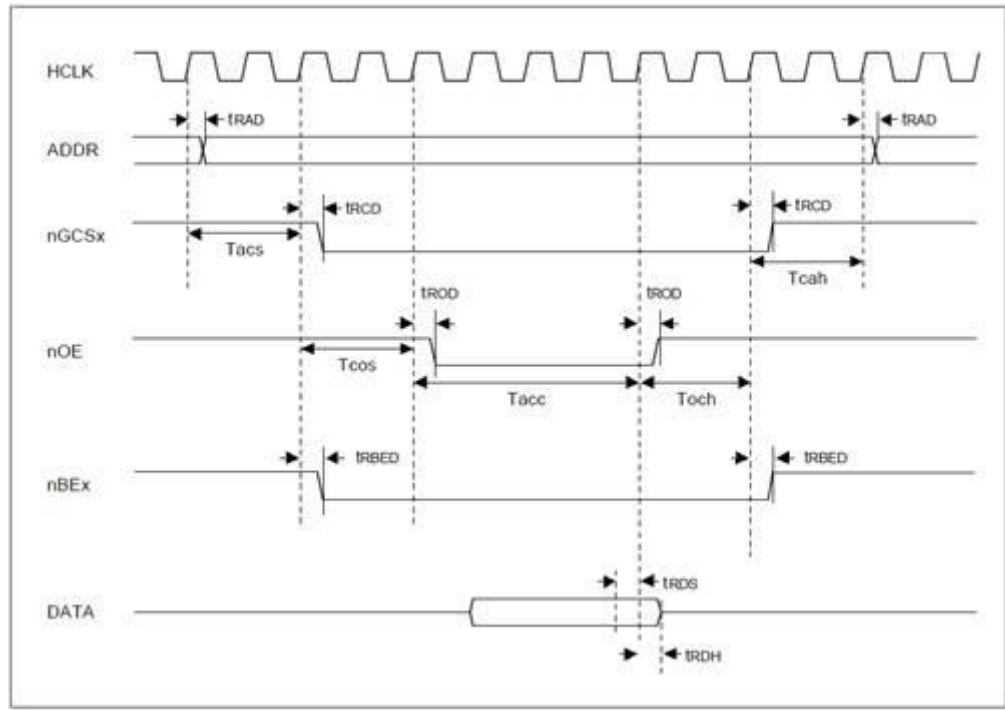 HCLK
tRAD
tRAD
ADDR
tRCD
tRCD
nGCSx
Tacs
Tcah
tROD
tROD
nOE
Tcos
Tacc
Toch
tRBED
tRBED
nBEx
tRDS
DATA
tRDH